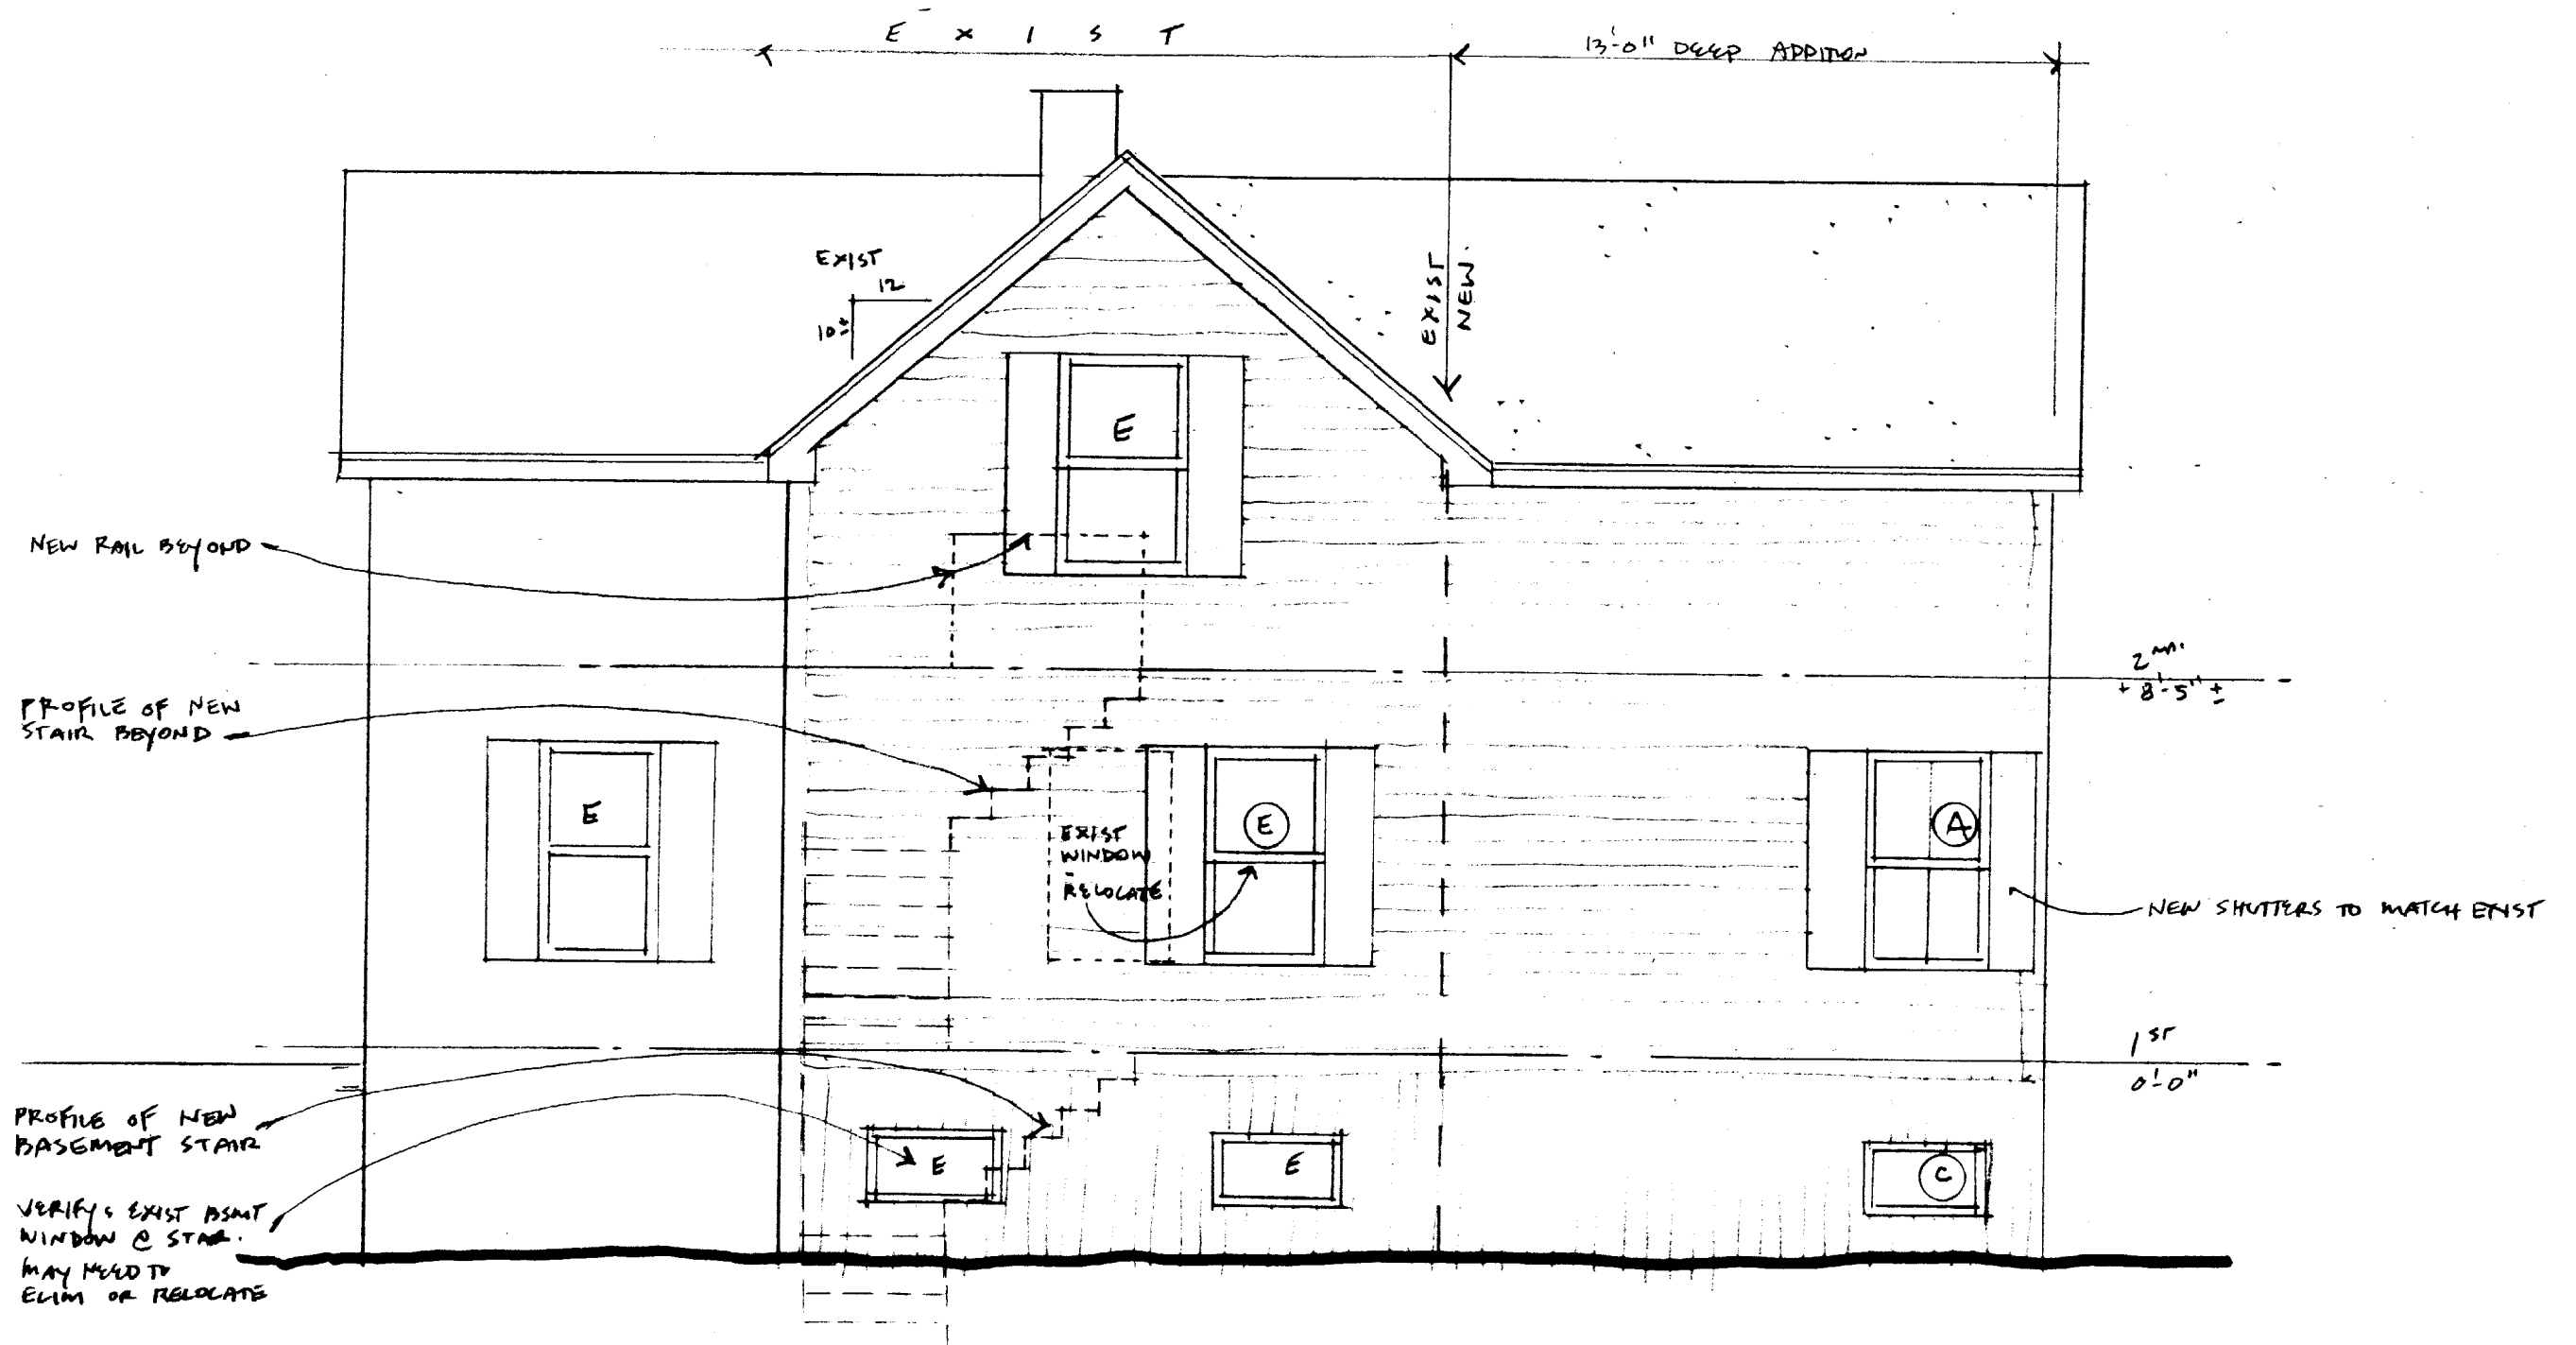 EXIST
13'-0" DEEP ADDITION
EXIST
12
10±
EXIST
NEW
E
NEW RAIL BEYOND
2ND.
+ 8'-5" ±
PROFILE OF NEW
STAIR BEYOND
E
EXIST
WINDOW
RELOCATE
E
A
NEW SHUTTERS TO MATCH EXIST
1ST
0'-0"
PROFILE OF NEW
BASEMENT STAIR
E
E
C
VERIFY EXIST BSMT
WINDOW @ STAIR.
MAY NEED TO
ELIM OR RELOCATE